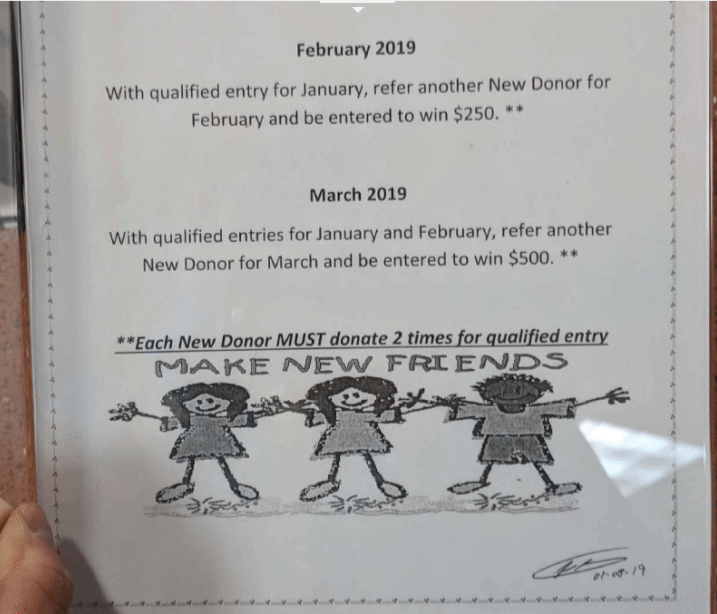 February 2019
With qualified entry for January, refer another New Donor for
February and be entered to win $250. **
March 2019
With qualified entries for January and February, refer another
New Donor for March and be entered to win $500. **
**Each New Donor MUST donate 2 times for qualified entry
MAKE NEW FRIENDS
01-08-19